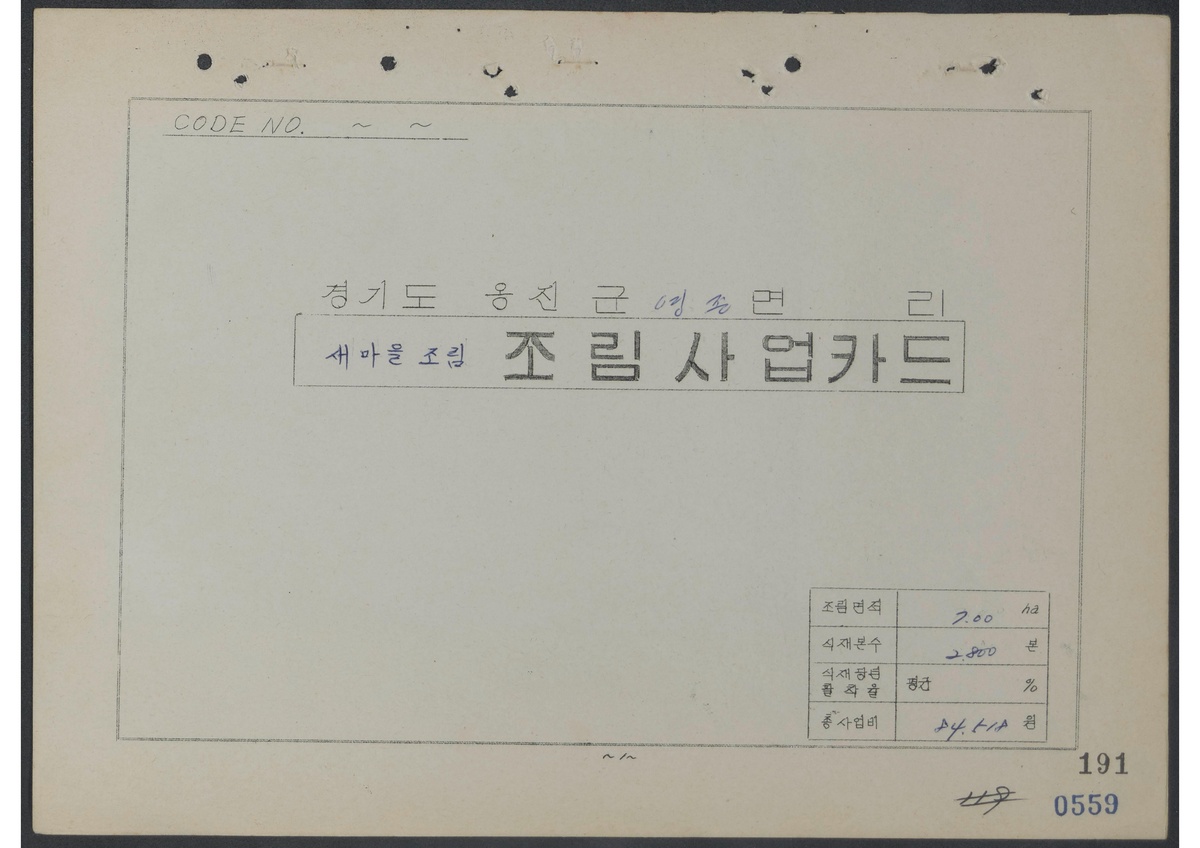 CODE NO. ~ ~
경기도 옹진군 영종면 리
새마을조림 조림사업카드
조림면적 7.00 ha
식재본수 2.800 본
식재당년
활착율 평균 %
총사업비 84.518 원
~1~
191
0559